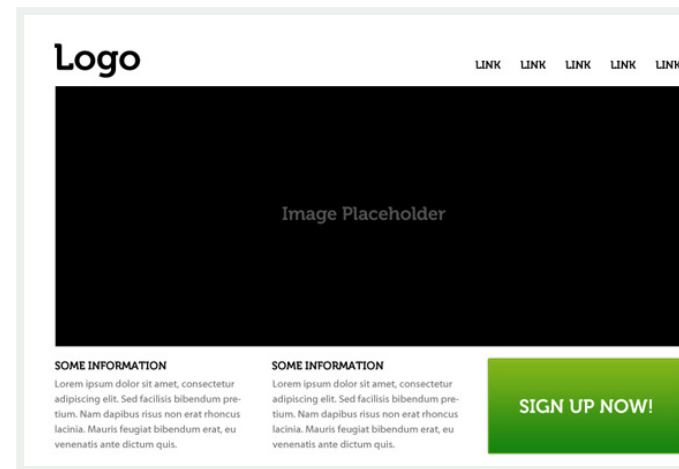 Logo
LINK LINK LINK LINK LINK
Image Placeholder
SOME INFORMATION
Lorem ipsum dolor sit amet, consectetur
adipiscing elit. Sed facilisis bibendum pre-
tium. Nam dapibus risus non erat rhoncus
lacinia. Mauris feugiat bibendum erat, eu
venenatis ante dictum quis.
SOME INFORMATION
Lorem ipsum dolor sit amet, consectetur
adipiscing elit. Sed facilisis bibendum pre-
tium. Nam dapibus risus non erat rhoncus
lacinia. Mauris feugiat bibendum erat, eu
venenatis ante dictum quis.
SIGN UP NOW!